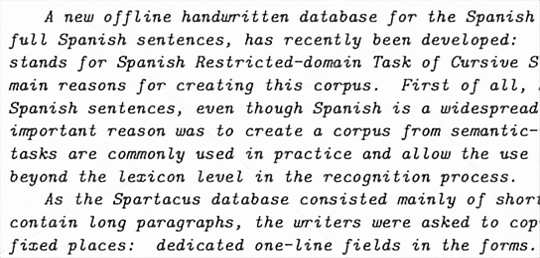 A new offline handwritten database for the Spanish
full Spanish sentences, has recently been developed:
stands for Spanish Restricted-domain Task of Cursive
main reasons for creating this corpus. First of all,
Spanish sentences, even though Spanish is a widespread
important reason was to create a corpus from semantic-
tasks are commonly used in practice and allow the use
beyond the lexicon level in the recognition process.
As the Spartacus database consisted mainly of short
contain long paragraphs, the writers were asked to cop
fixed places: dedicated one-line fields in the forms.